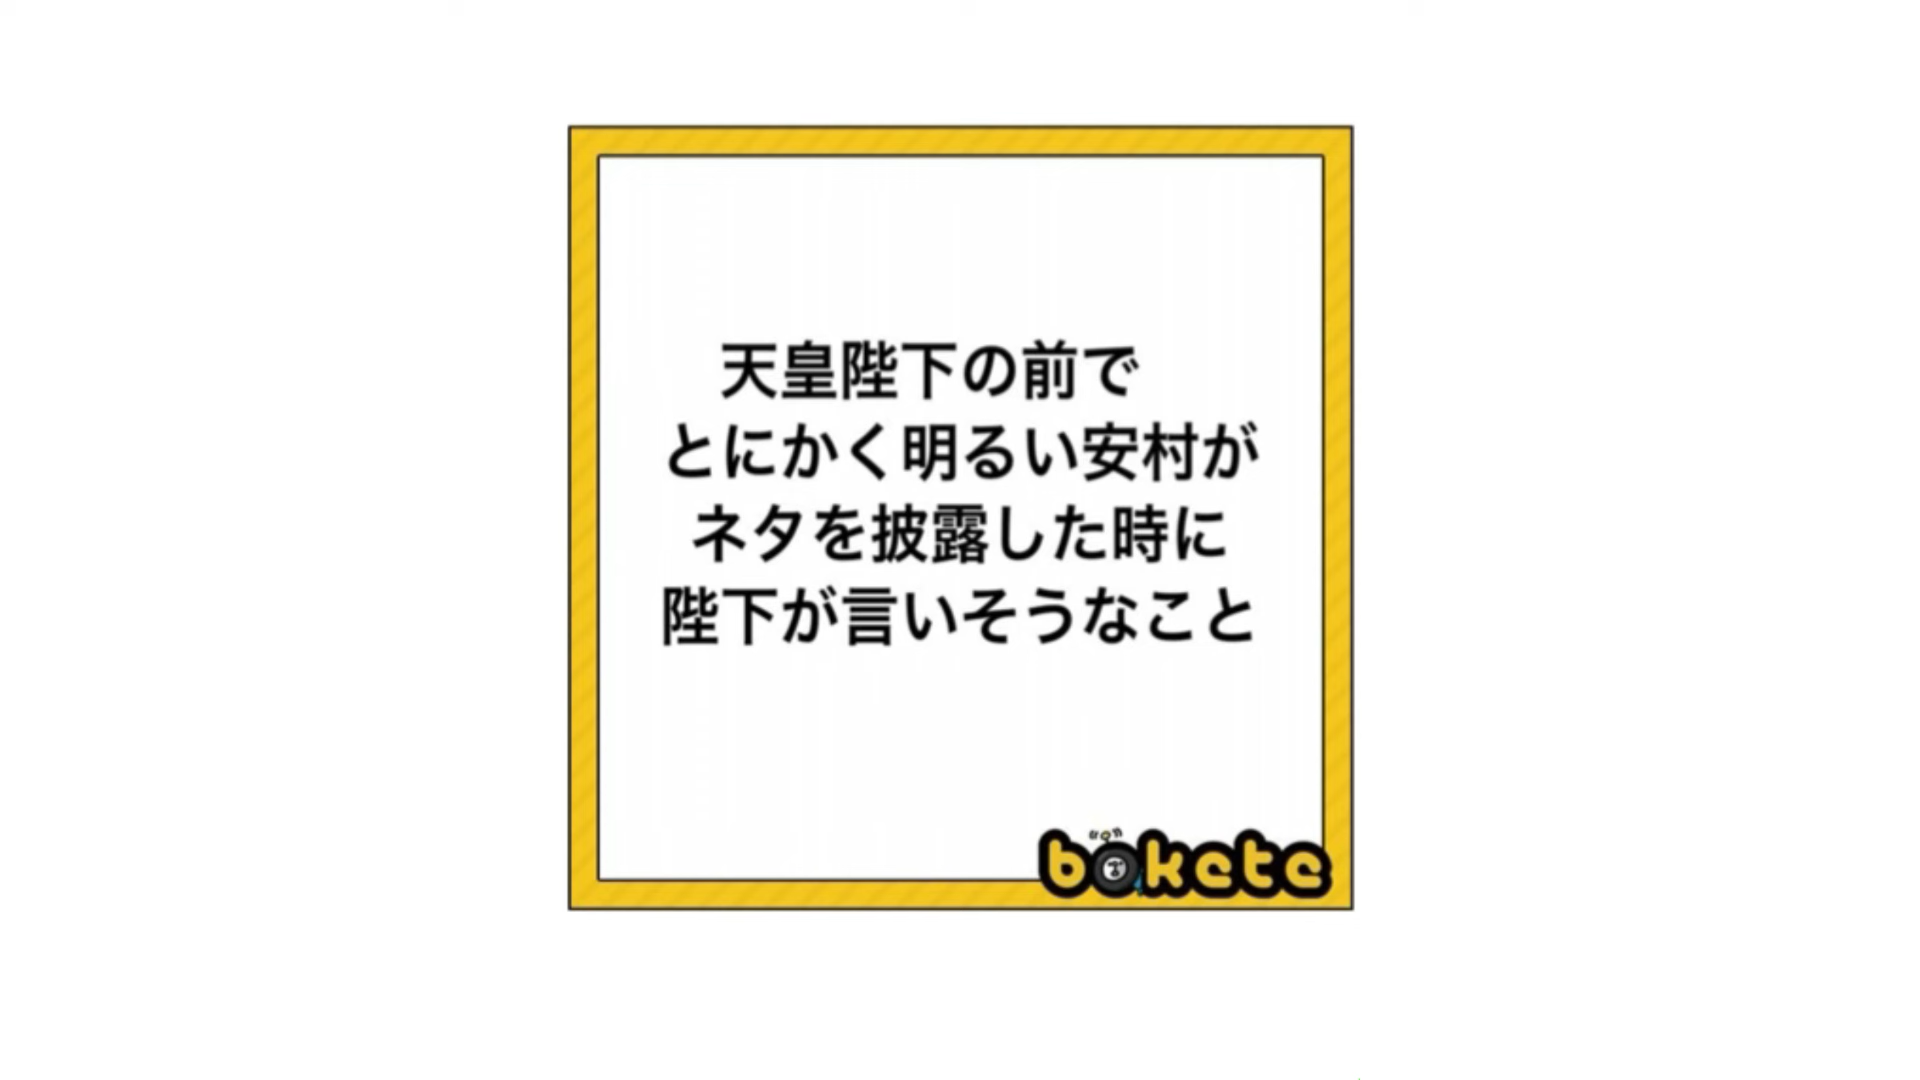 天皇陛下の前で
とにかく明るい安村が
ネタを披露した時に
陛下が言いそうなこと
bokete